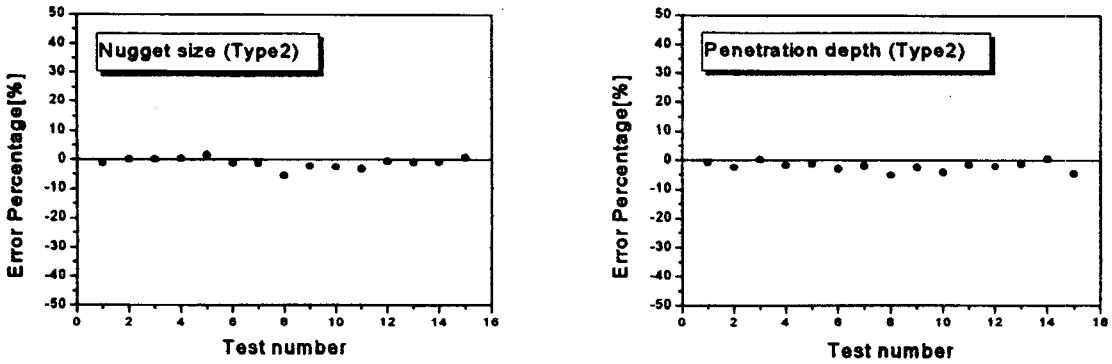 Nugget size (Type2)
Error Percentage[%]
50
40
30
20
10
0
-10
-20
-30
-40
-50
0 2 4 6 8 10 12 14 16
Test number
Penetration depth (Type2)
Error Percentage[%]
50
40
30
20
10
0
-10
-20
-30
-40
-50
0 2 4 6 8 10 12 14 16
Test number